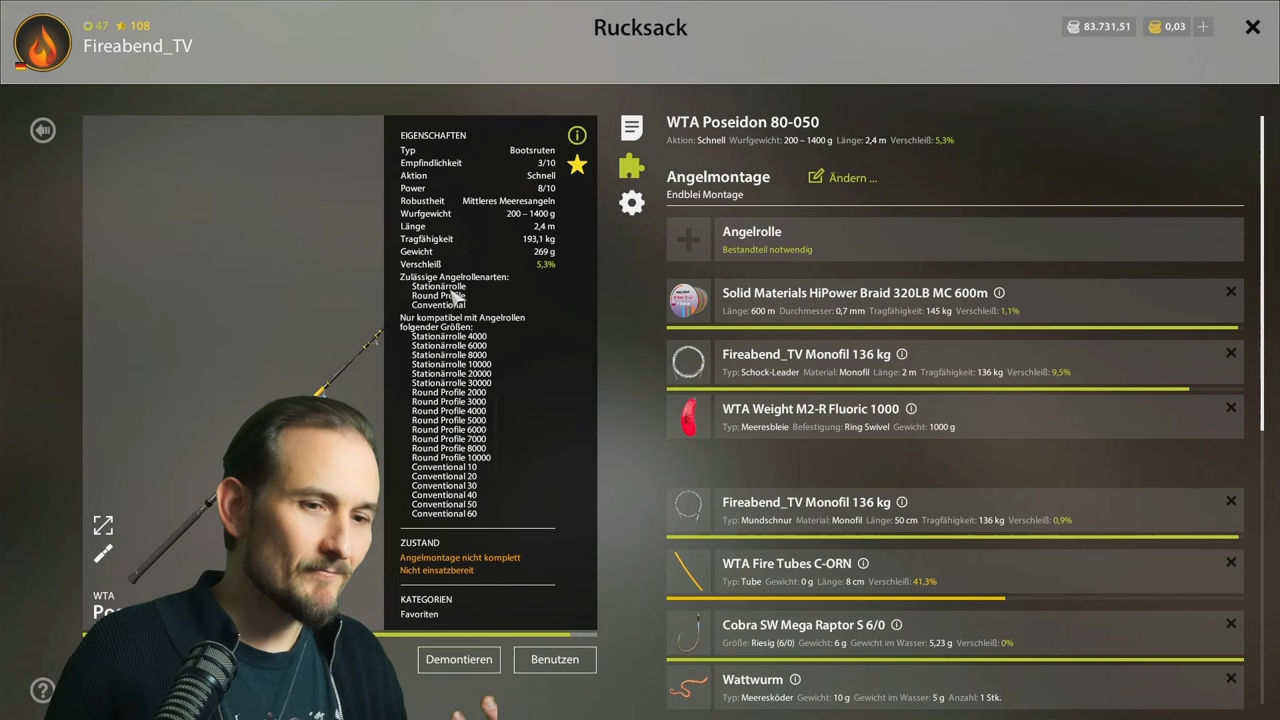 47 108
Fireabend_TV
Rucksack
83.731,51
0,03
EIGENSCHAFTEN
Typ Bootsruten
Empfindlichkeit 3/10
Aktion Schnell
Power 8/10
Robustheit Mittleres Meeresangeln
Wurfgewicht 200 – 1400 g
Länge 2,4 m
Tragfähigkeit 193,1 kg
Gewicht 269 g
Verschleiß 5,3%
Zulässige Angelrollenarten:
Stationärrolle
Round Profile
Conventional
Nur kompatibel mit Angelrollen
folgender Größen:
Stationärrolle 4000
Stationärrolle 6000
Stationärrolle 8000
Stationärrolle 10000
Stationärrolle 20000
Stationärrolle 30000
Round Profile 2000
Round Profile 3000
Round Profile 4000
Round Profile 5000
Round Profile 6000
Round Profile 7000
Round Profile 8000
Round Profile 10000
Conventional 10
Conventional 20
Conventional 30
Conventional 40
Conventional 50
Conventional 60
ZUSTAND
Angelmontage nicht komplett
Nicht einsatzbereit
KATEGORIEN
Favoriten
WTA
Po
Demontieren
Benutzen
WTA Poseidon 80-050
Aktion: Schnell Wurfgewicht: 200 – 1400 g Länge: 2,4 m Verschleiß: 5,3%
Angelmontage
Ändern ...
Endblei Montage
Angelrolle
Bestandteil notwendig
Solid Materials HiPower Braid 320LB MC 600m
Länge: 600 m Durchmesser: 0,7 mm Tragfähigkeit: 145 kg Verschleiß: 1,1%
Fireabend_TV Monofil 136 kg
Typ: Schock-Leader Material: Monofil Länge: 2 m Tragfähigkeit: 136 kg Verschleiß: 9,5%
WTA Weight M2-R Fluoric 1000
Typ: Meeresbleie Befestigung: Ring Swivel Gewicht: 1000 g
Fireabend_TV Monofil 136 kg
Typ: Mundschnur Material: Monofil Länge: 50 cm Tragfähigkeit: 136 kg Verschleiß: 0,9%
WTA Fire Tubes C-ORN
Typ: Tube Gewicht: 0 g Länge: 8 cm Verschleiß: 41,3%
Cobra SW Mega Raptor S 6/0
Größe: Riesig (6/0) Gewicht: 6 g Gewicht im Wasser: 5,23 g Verschleiß: 0%
Wattwurm
Typ: Meeresköder Gewicht: 10 g Gewicht im Wasser: 5 g Anzahl: 1 Stk.